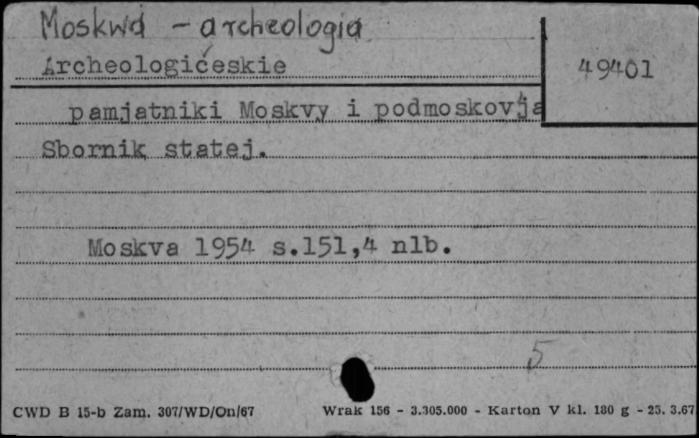 Moskwa - archeologia
Archeologićeskie
49401
pamjatniki Moskvy i podmoskovja
Sbornik statej.
Moskva 1954 s.151,4 nlb.
5
CWD B 15-b Zam. 307/WD/On/67
Wrak 156 - 3.305.000 - Karton V kl. 180 g - 25. 3.67